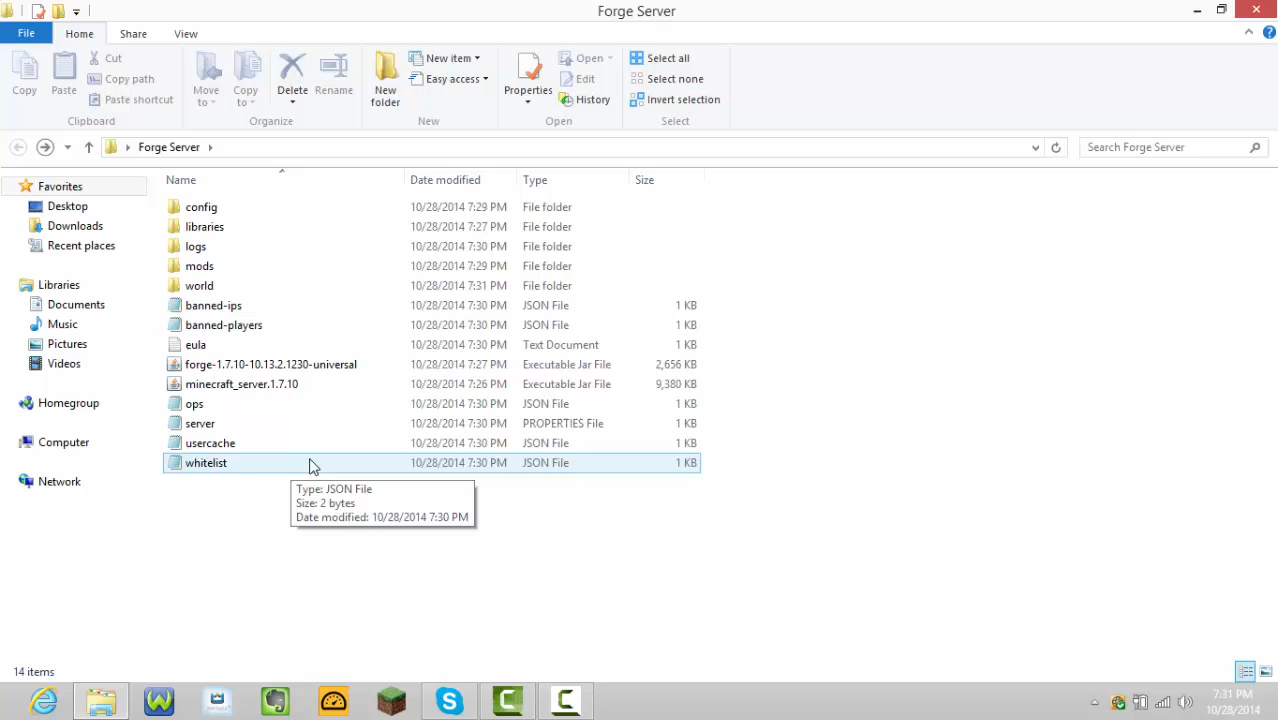 Forge Server
File Home Share View
Copy Paste Cut Copy path Paste shortcut Clipboard
Move to Copy to Delete Rename Organize
New folder New item Easy access New
Properties Open Edit History Open
Select all Select none Invert selection Select
Forge Server Search Forge Server
Favorites
Desktop
Downloads
Recent places
Libraries
Documents
Music
Pictures
Videos
Homegroup
Computer
Network
Name Date modified Type Size
config 10/28/2014 7:29 PM File folder
libraries 10/28/2014 7:27 PM File folder
logs 10/28/2014 7:30 PM File folder
mods 10/28/2014 7:29 PM File folder
world 10/28/2014 7:31 PM File folder
banned-ips 10/28/2014 7:30 PM JSON File 1 KB
banned-players 10/28/2014 7:30 PM JSON File 1 KB
eula 10/28/2014 7:30 PM Text Document 1 KB
forge-1.7.10-10.13.2.1230-universal 10/28/2014 7:27 PM Executable Jar File 2,656 KB
minecraft_server.1.7.10 10/28/2014 7:26 PM Executable Jar File 9,380 KB
ops 10/28/2014 7:30 PM JSON File 1 KB
server 10/28/2014 7:30 PM PROPERTIES File 1 KB
usercache 10/28/2014 7:30 PM JSON File 1 KB
whitelist 10/28/2014 7:30 PM JSON File 1 KB
Type: JSON File
Size: 2 bytes
Date modified: 10/28/2014 7:30 PM
14 items
7:31 PM
10/28/2014